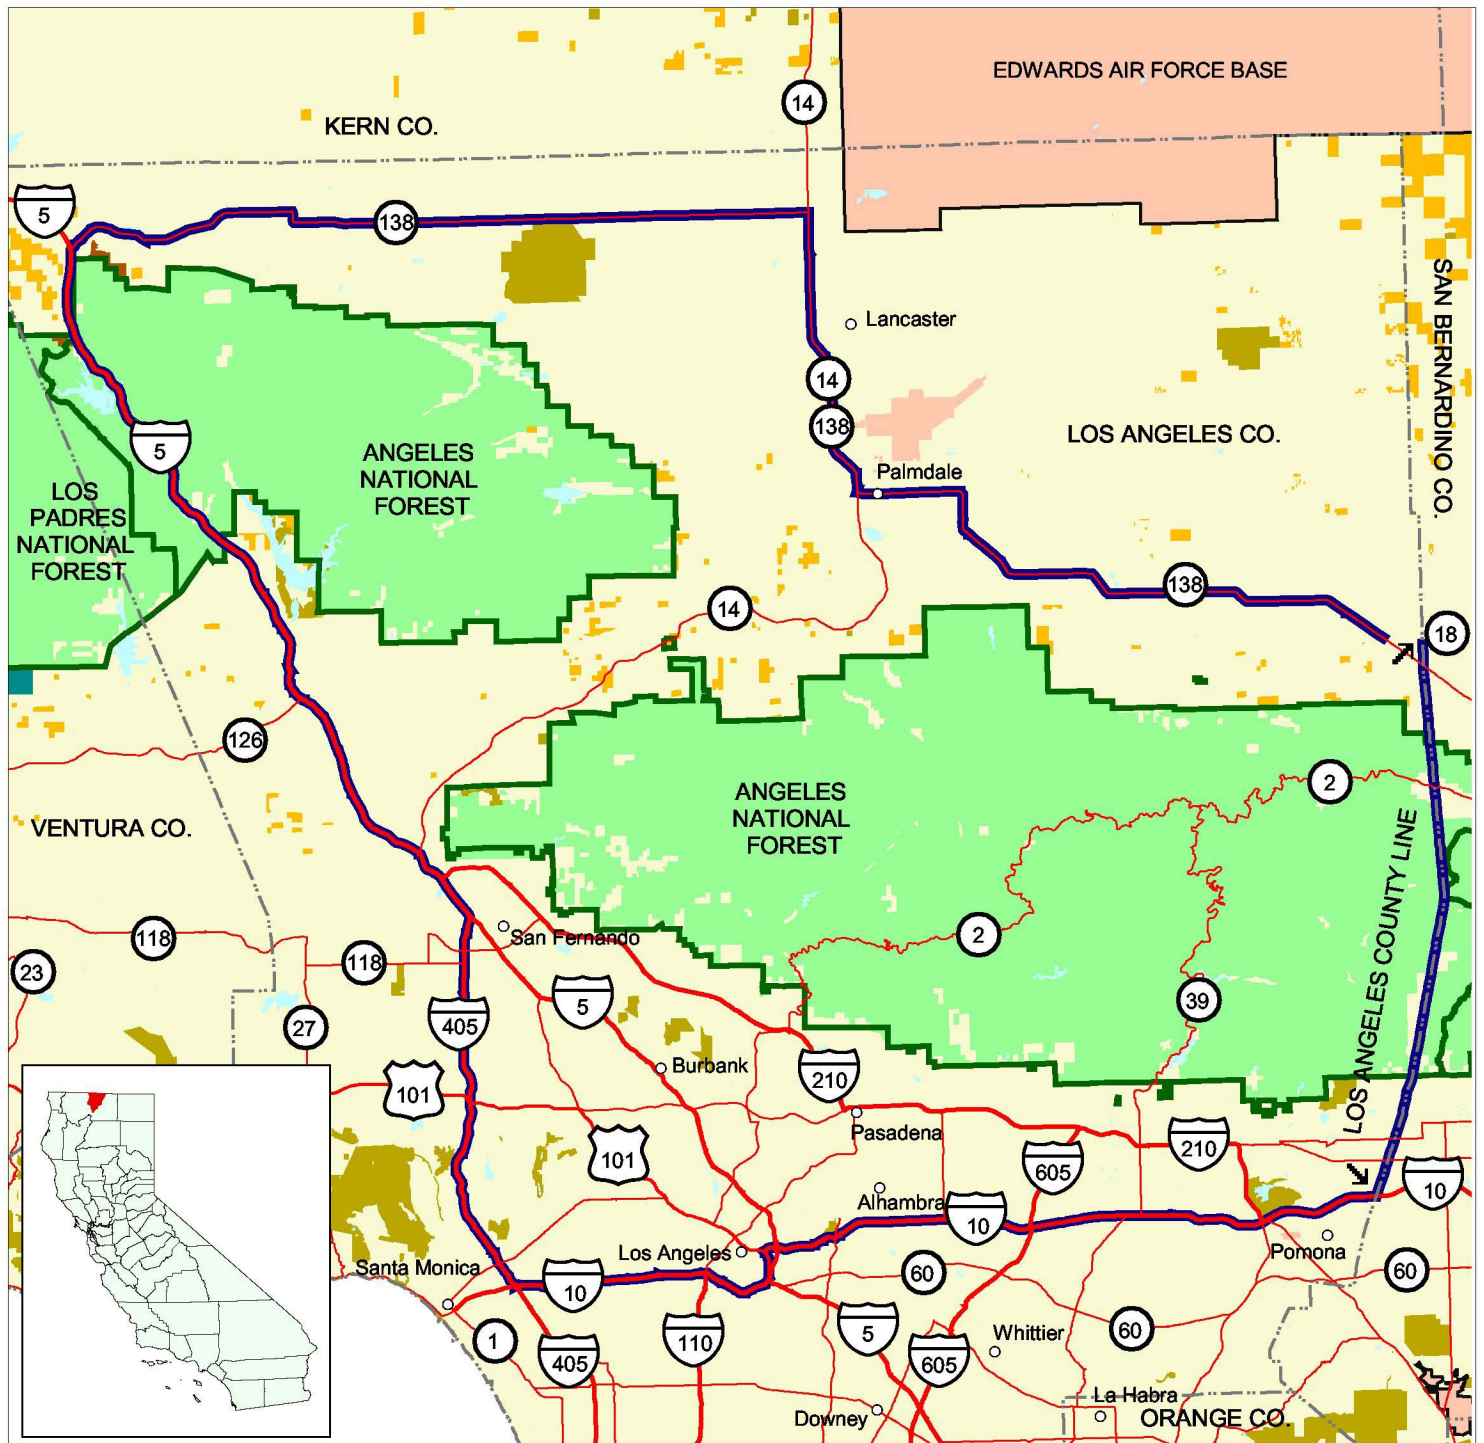 EDWARDS AIR FORCE BASE
14
KERN CO.
5
138
SAN BERNARDINO CO.
Lancaster
14
138
LOS ANGELES CO.
5
ANGELES
NATIONAL
FOREST
Palmdale
LOS
PADRES
NATIONAL
FOREST
138
14
18
126
2
ANGELES
NATIONAL
FOREST
VENTURA CO.
LOS ANGELES COUNTY LINE
San Fernando
2
118
118
23
5
39
405
27
Burbank
210
101
Pasadena
210
101
605
Alhambra
10
10
Los Angeles
Pomona
Santa Monica
10
60
60
1
110
5
Whittier
60
405
605
La Habra
Downey
ORANGE CO.